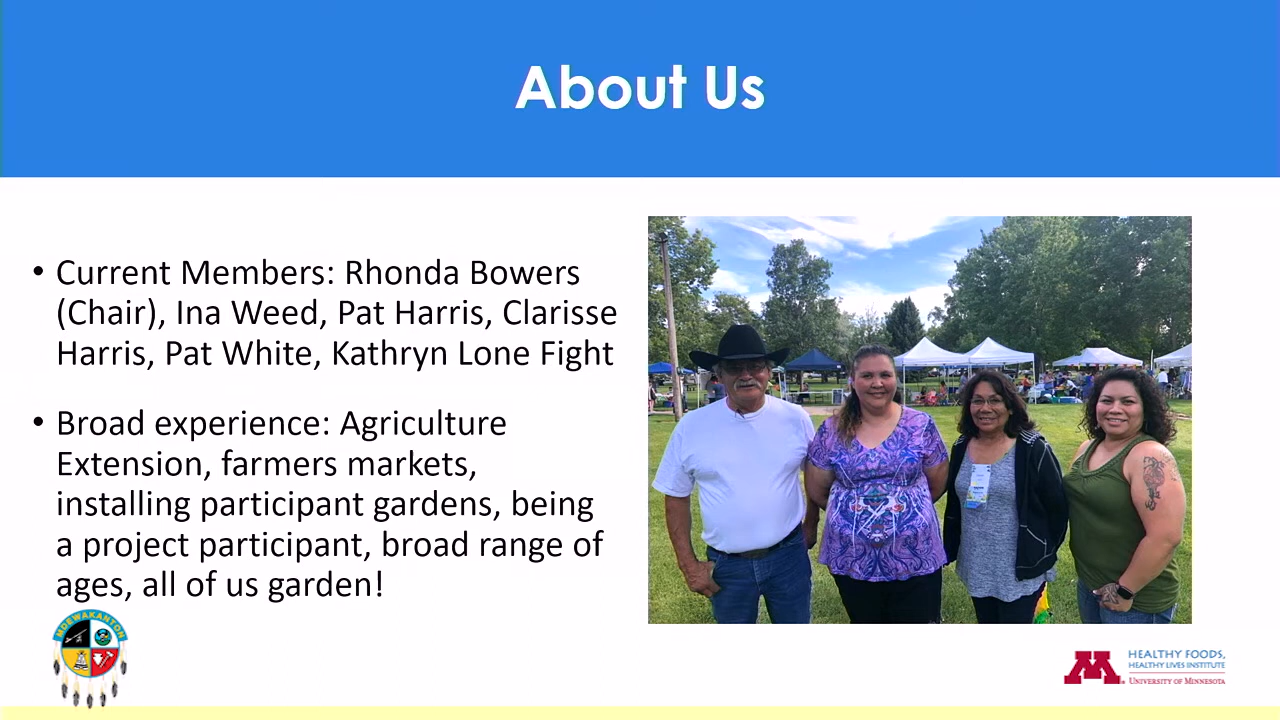 About Us
• Current Members: Rhonda Bowers
(Chair), Ina Weed, Pat Harris, Clarisse
Harris, Pat White, Kathryn Lone Fight
• Broad experience: Agriculture
Extension, farmers markets,
installing participant gardens, being
a project participant, broad range of
ages, all of us garden!
MDEWAKANTON
M
HEALTHY FOODS,
HEALTHY LIVES INSTITUTE
UNIVERSITY OF MINNESOTA